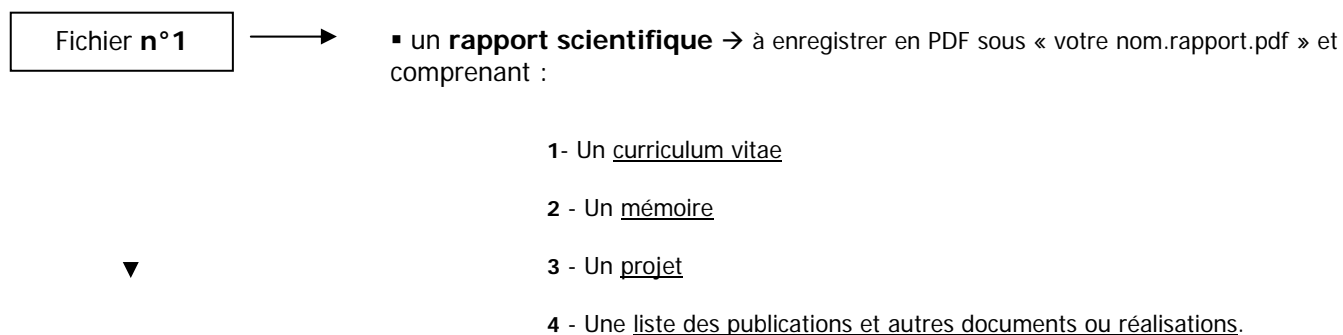 Fichier n°1
▪ un rapport scientifique → à enregistrer en PDF sous « votre nom.rapport.pdf » et
comprenant :
1- Un curriculum vitae
2 - Un mémoire
3 - Un projet
4 - Une liste des publications et autres documents ou réalisations.